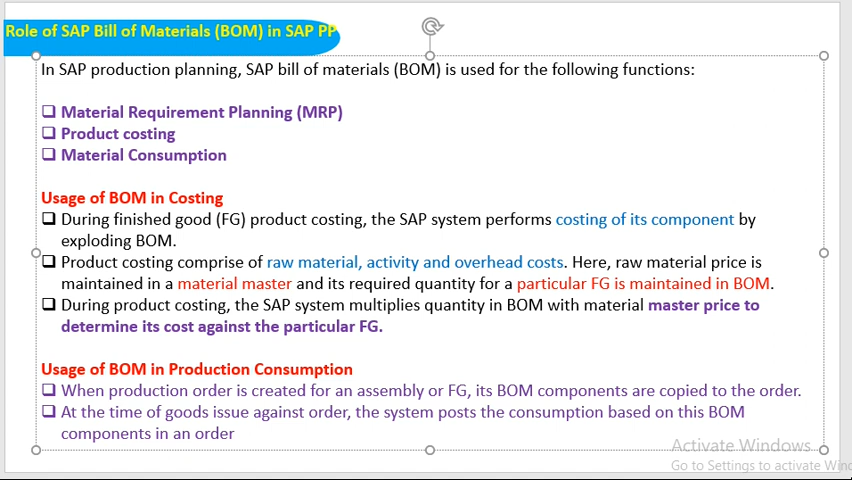 Role of SAP Bill of Materials (BOM) in SAP PP
In SAP production planning, SAP bill of materials (BOM) is used for the following functions:
❑ Material Requirement Planning (MRP)
❑ Product costing
❑ Material Consumption
Usage of BOM in Costing
❑ During finished good (FG) product costing, the SAP system performs costing of its component by
exploding BOM.
❑ Product costing comprise of raw material, activity and overhead costs. Here, raw material price is
maintained in a material master and its required quantity for a particular FG is maintained in BOM.
❑ During product costing, the SAP system multiplies quantity in BOM with material master price to
determine its cost against the particular FG.
Usage of BOM in Production Consumption
❑ When production order is created for an assembly or FG, its BOM components are copied to the order.
❑ At the time of goods issue against order, the system posts the consumption based on this BOM
components in an order
Activate Windows
Go to Settings to activate Win